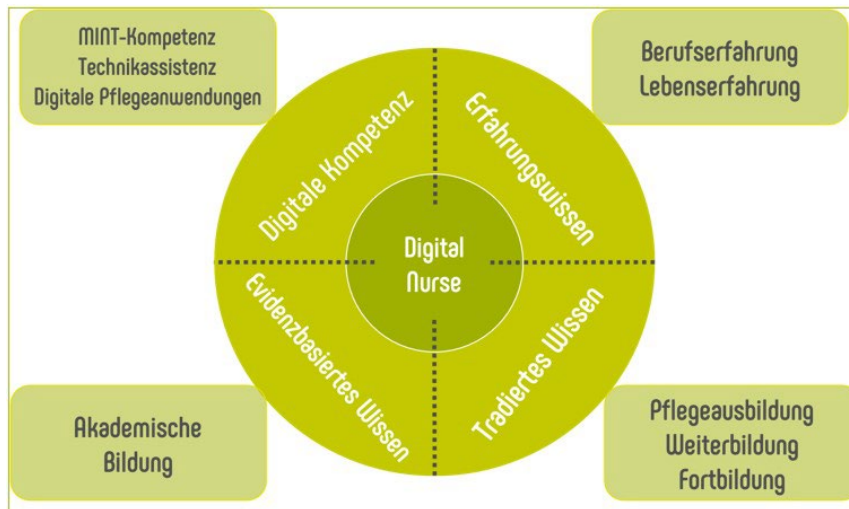 MINT-Kompetenz
Technikassistenz
Digitale Pflegeanwendungen
Berufserfahrung
Lebenserfahrung
Digitale Kompetenz
Erfahrungswissen
Digital
Nurse
Evidenzbasiertes Wissen
Tradiertes Wissen
Akademische
Bildung
Pflegeausbildung
Weiterbildung
Fortbildung